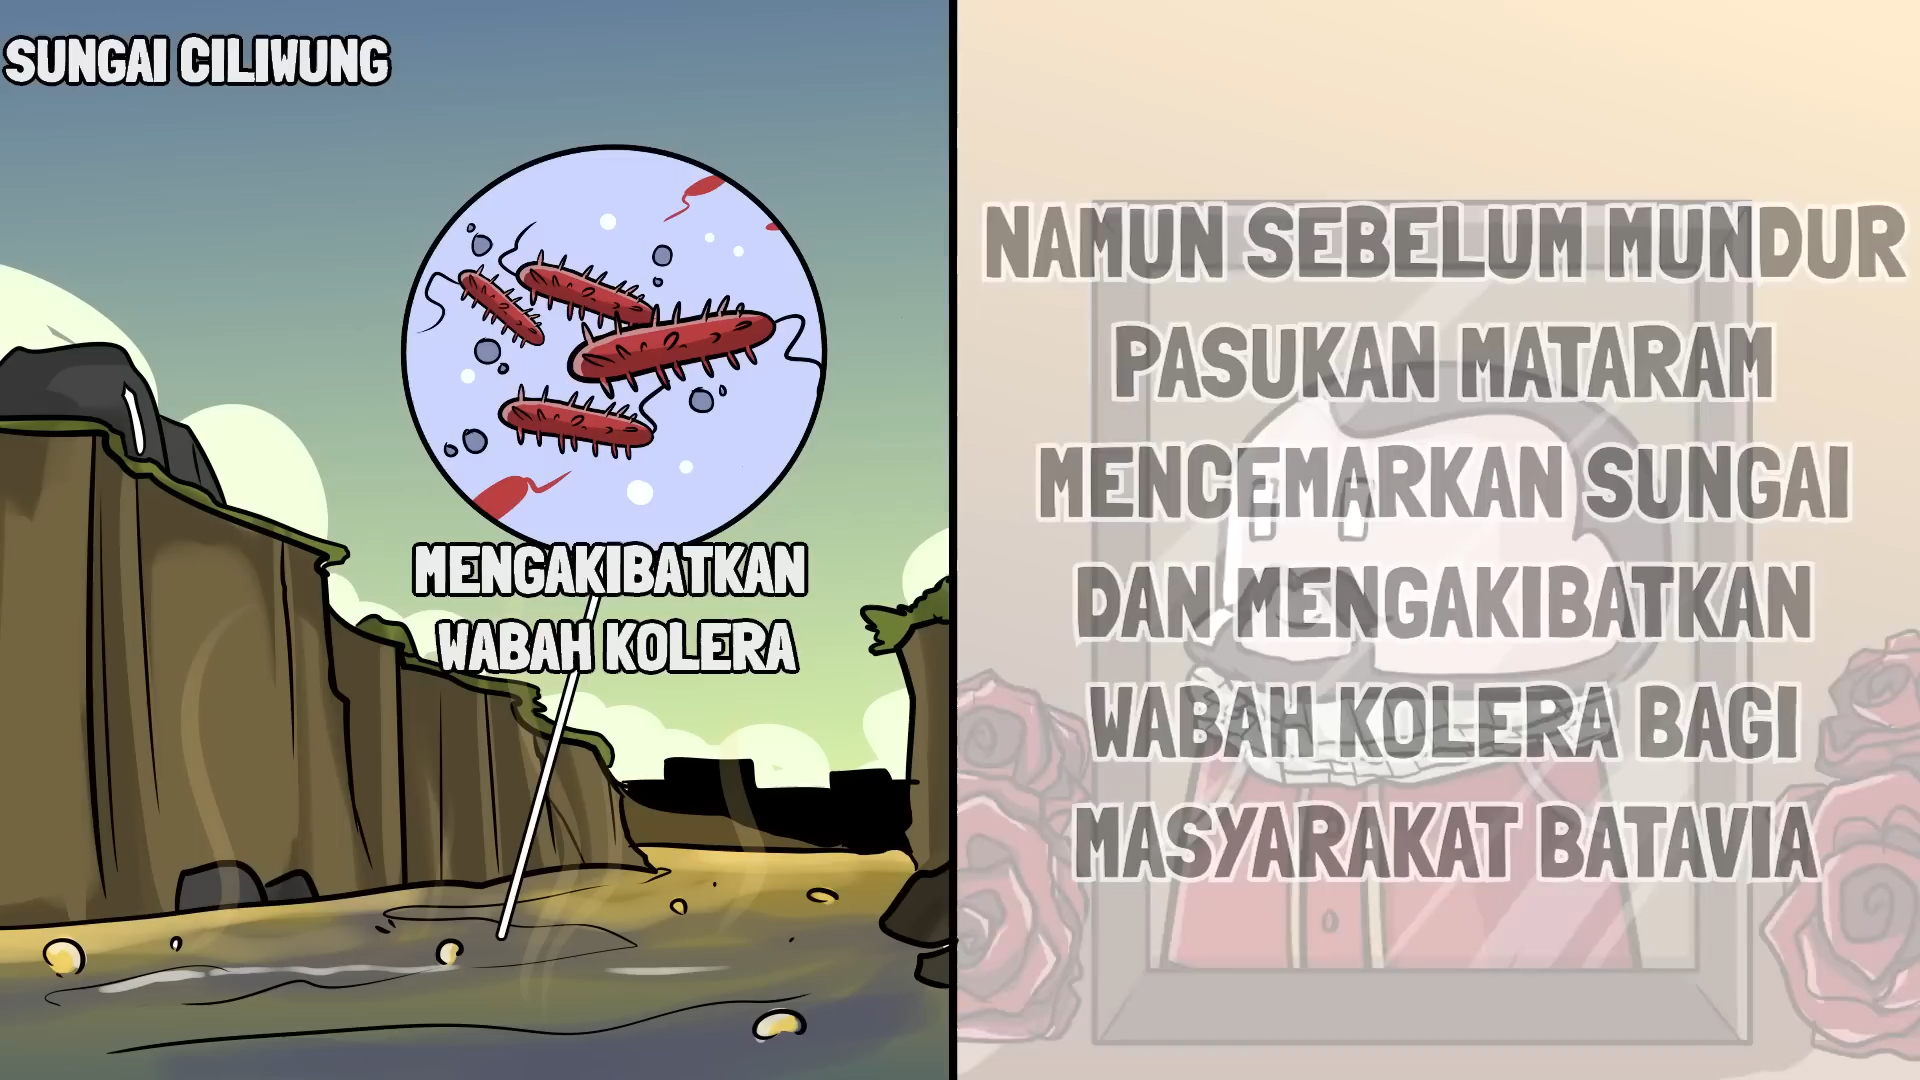 SUNGAI CILIWUNG
MENGAKIBATKAN
WABAH KOLERA
NAMUN SEBELUM MUNDUR
PASUKAN MATARAM
MENCEMARKAN SUNGAI
DAN MENGAKIBATKAN
WABAH KOLERA BAGI
MASYARAKAT BATAVIA